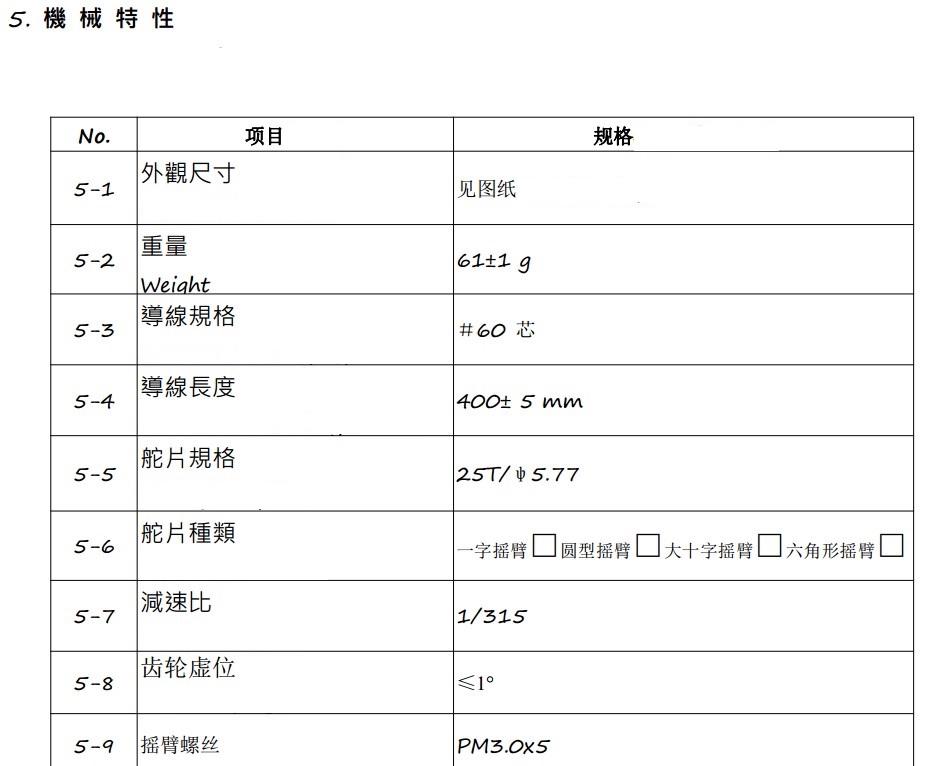 5. 機 械 特 性
No. 项目 规格
5-1 外觀尺寸 见图纸
5-2 重量 61±1 g
Weight
5-3 導線規格 #60 芯
5-4 導線長度 400± 5 mm
5-5 舵片規格 25T/ψ5.77
5-6 舵片種類 一字摇臂□圆型摇臂□大十字摇臂□六角形摇臂□
5-7 減速比 1/315
5-8 齿轮虚位 ≤1°
5-9 摇臂螺丝 PM3.0x5